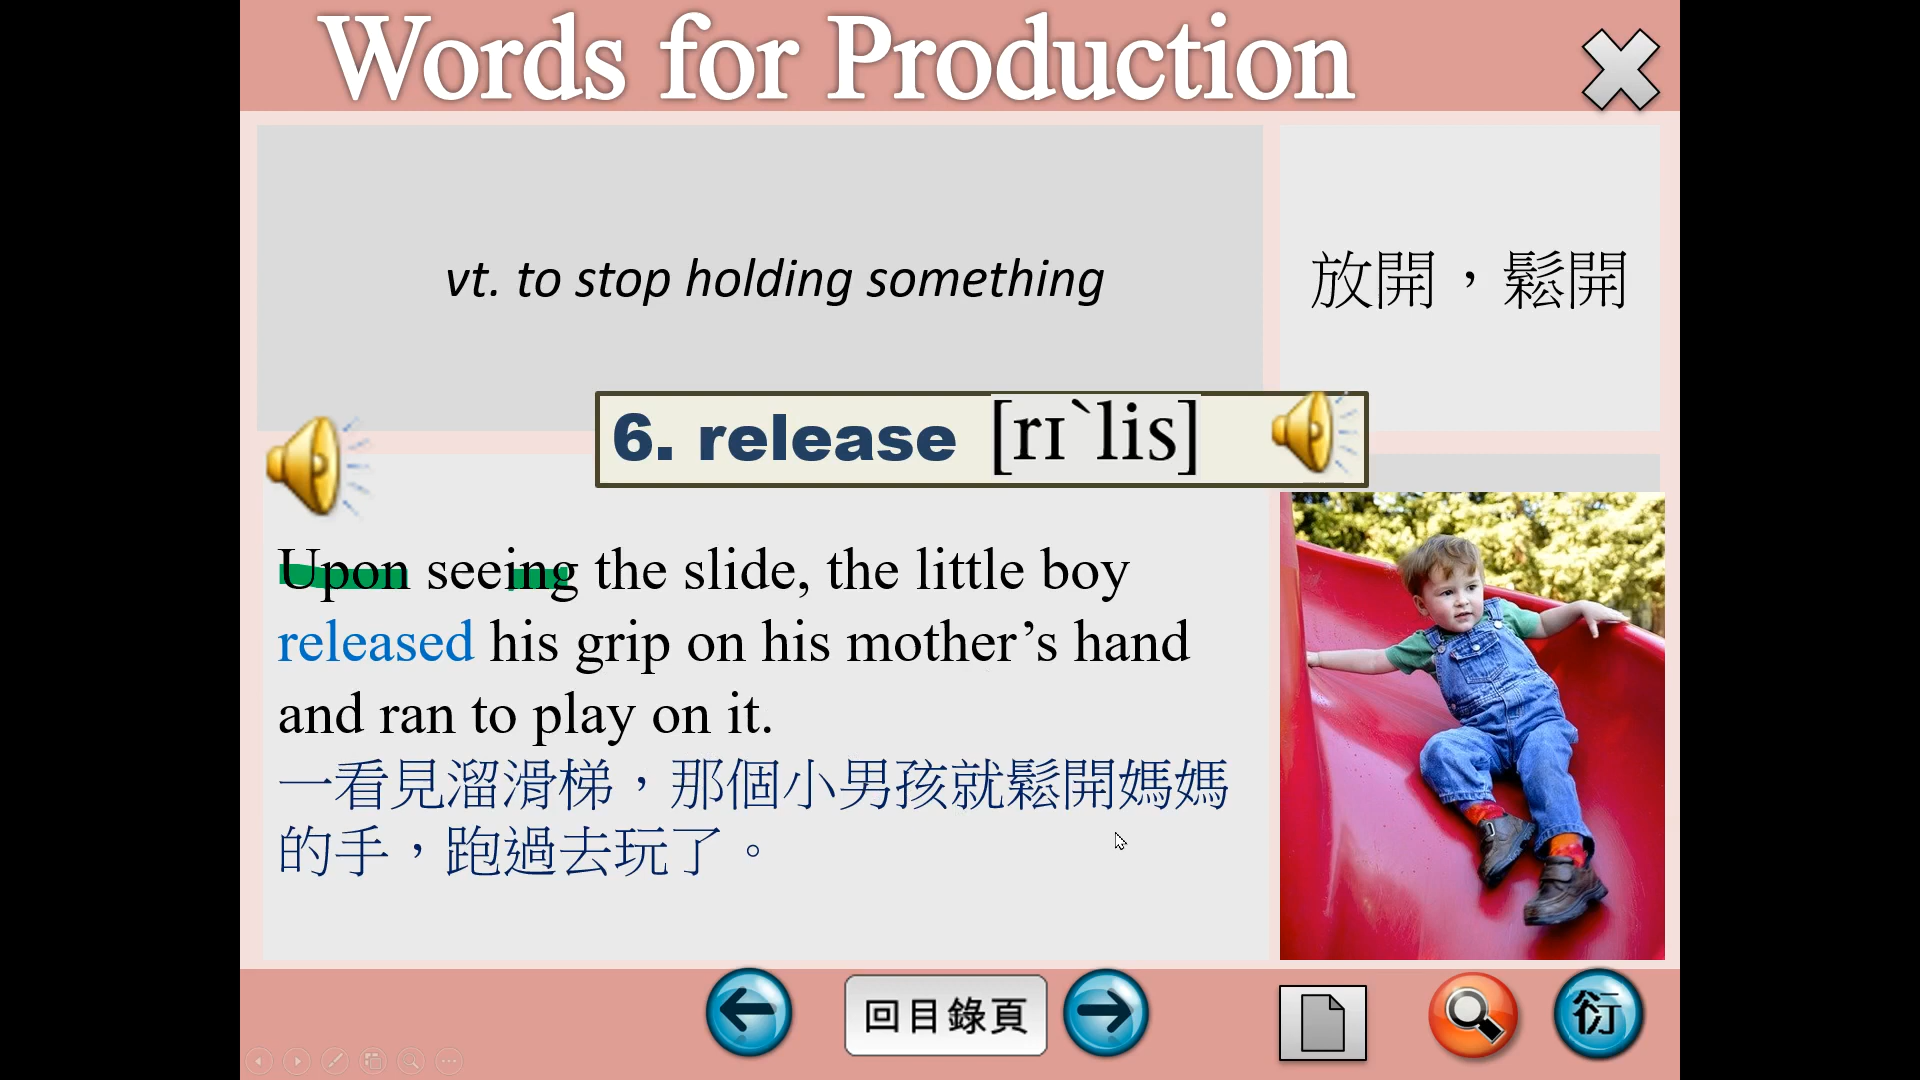 Words for Production
vt. to stop holding something
放開，鬆開
6. release [rɪˋlis]
Upon seeing the slide, the little boy
released his grip on his mother’s hand
and ran to play on it.
一看見溜滑梯，那個小男孩就鬆開媽媽
的手，跑過去玩了。
回目錄頁
衍